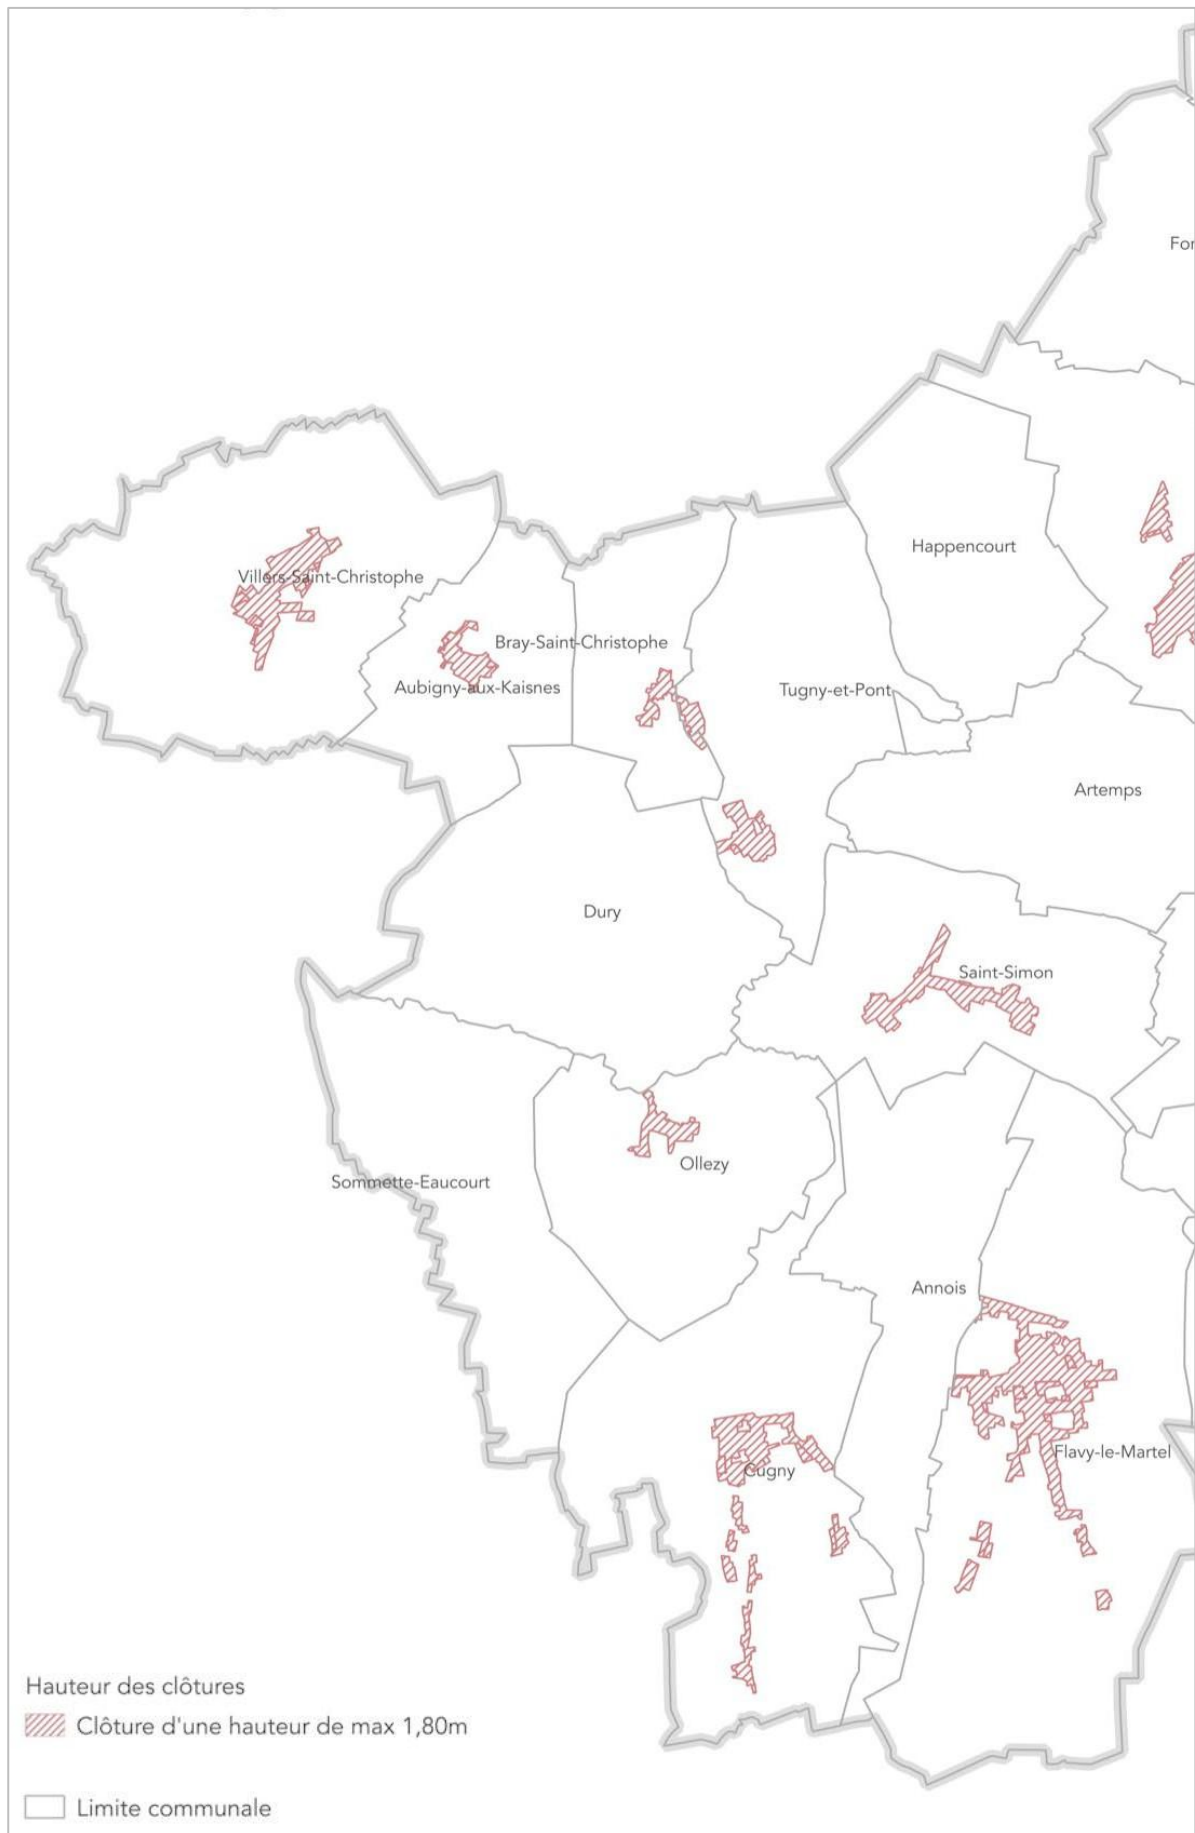 For
Happencourt
Villers-Saint-Christophe
Bray-Saint-Christophe
Aubigny-aux-Kaisnes
Tugny-et-Pont
Artemps
Dury
Saint-Simon
Ollezy
Sommette-Eaucourt
Annois
Flavy-le-Martel
Cugny
Hauteur des clôtures
Clôture d'une hauteur de max 1,80m
Limite communale